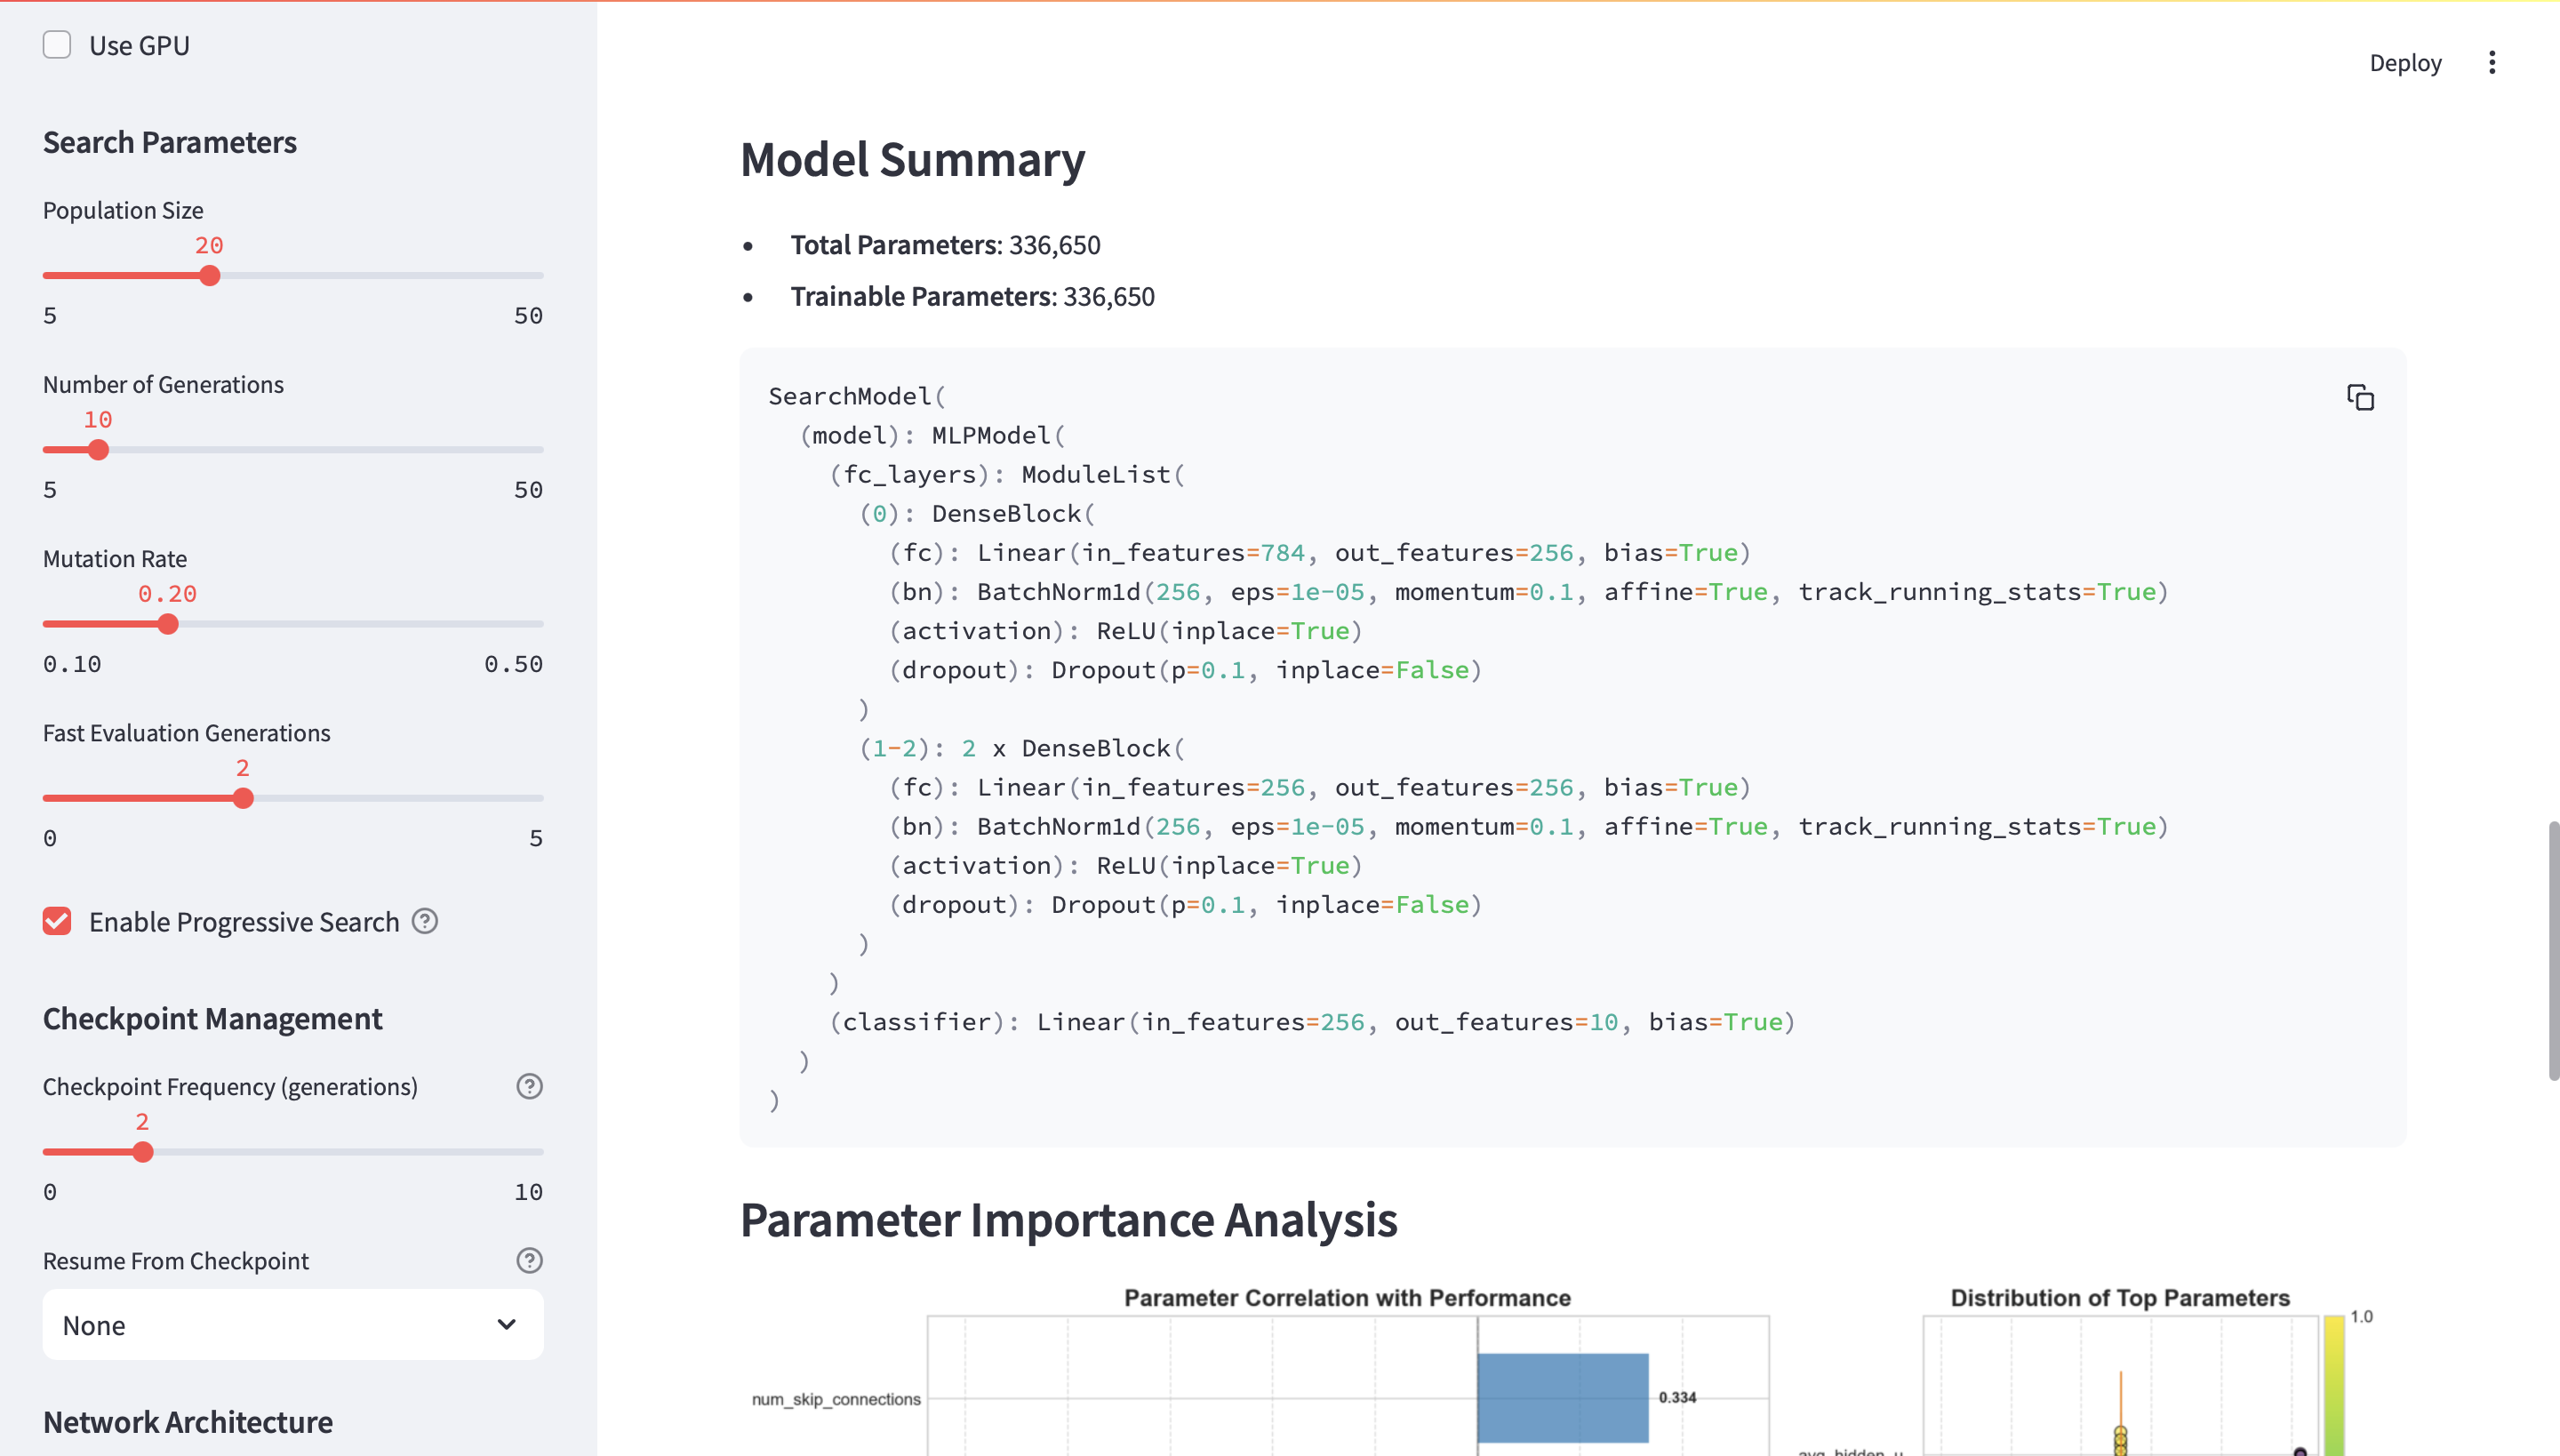 Use GPU
Search Parameters
Population Size
20
5 50
Number of Generations
10
5 50
Mutation Rate
0.20
0.10 0.50
Fast Evaluation Generations
2
0 5
Enable Progressive Search
Checkpoint Management
Checkpoint Frequency (generations)
2
0 10
Resume From Checkpoint
None
Network Architecture
Deploy
Model Summary
• Total Parameters: 336,650
• Trainable Parameters: 336,650
SearchModel(
  (model): MLPModel(
    (fc_layers): ModuleList(
      (0): DenseBlock(
        (fc): Linear(in_features=784, out_features=256, bias=True)
        (bn): BatchNorm1d(256, eps=1e-05, momentum=0.1, affine=True, track_running_stats=True)
        (activation): ReLU(inplace=True)
        (dropout): Dropout(p=0.1, inplace=False)
      )
      (1-2): 2 x DenseBlock(
        (fc): Linear(in_features=256, out_features=256, bias=True)
        (bn): BatchNorm1d(256, eps=1e-05, momentum=0.1, affine=True, track_running_stats=True)
        (activation): ReLU(inplace=True)
        (dropout): Dropout(p=0.1, inplace=False)
      )
    )
    (classifier): Linear(in_features=256, out_features=10, bias=True)
  )
)
Parameter Importance Analysis
Parameter Correlation with Performance
num_skip_connections
0.334
Distribution of Top Parameters
1.0